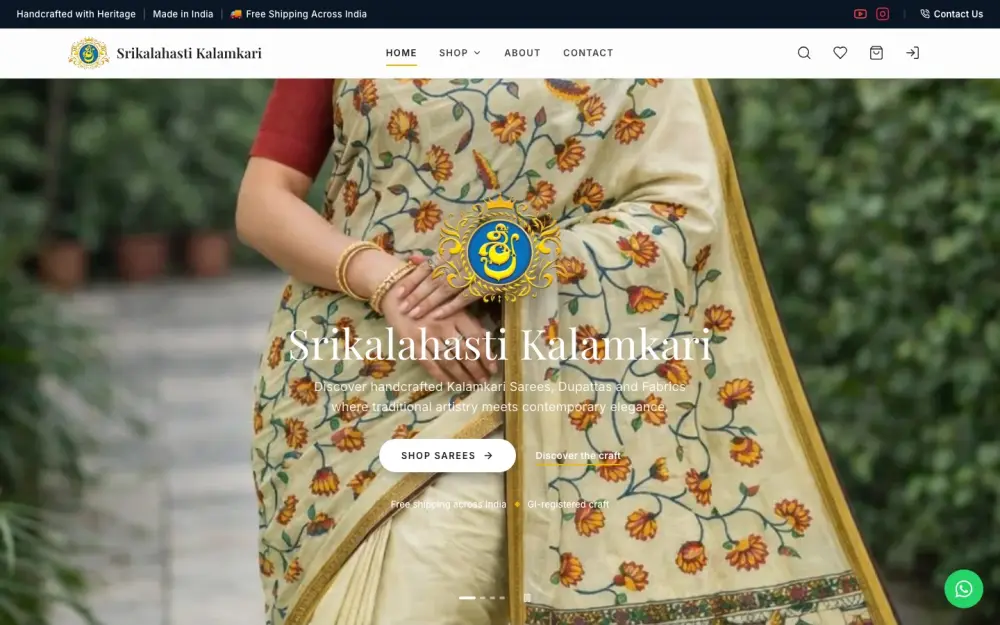 Handcrafted with Heritage
Made in India
🚚 Free Shipping Across India
Contact Us
Srikalahasti Kalamkari
HOME
SHOP
ABOUT
CONTACT
శ్రీ
Srikalahasti Kalamkari
Discover handcrafted Kalamkari Sarees, Dupattas and Fabrics
where traditional artistry meets contemporary elegance.
SHOP SAREES →
Discover the craft
Free shipping across India
GI-registered craft